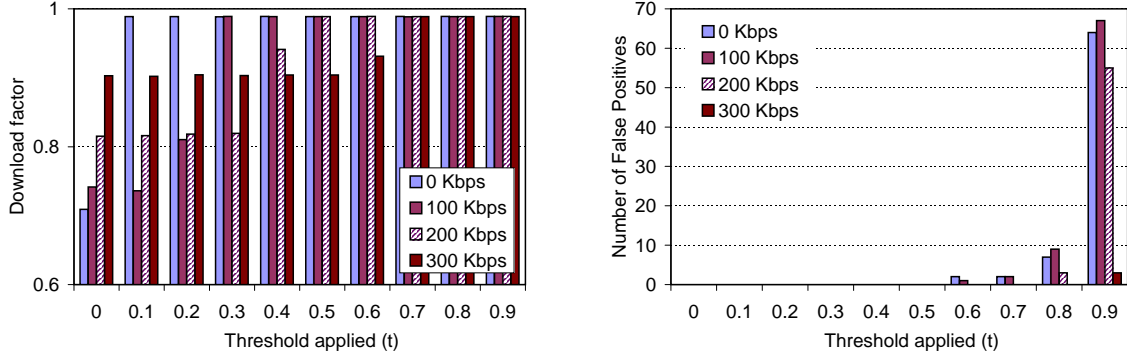 1
0.8
0.6
Download factor
0 Kbps
100 Kbps
200 Kbps
300 Kbps
0 0.1 0.2 0.3 0.4 0.5 0.6 0.7 0.8 0.9
Threshold applied (t)
70
60
50
40
30
20
10
0
Number of False Positives
0 Kbps
100 Kbps
200 Kbps
300 Kbps
0 0.1 0.2 0.3 0.4 0.5 0.6 0.7 0.8 0.9
Threshold applied (t)